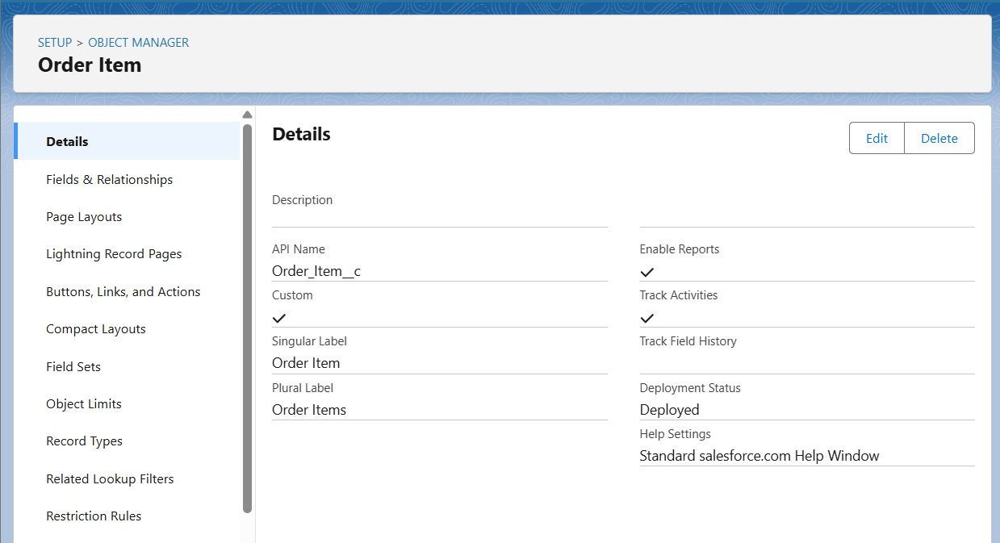 SETUP > OBJECT MANAGER
Order Item
Details
Fields & Relationships
Page Layouts
Lightning Record Pages
Buttons, Links, and Actions
Compact Layouts
Field Sets
Object Limits
Record Types
Related Lookup Filters
Restriction Rules
Details
Edit
Delete
Description
API Name
Order_Item__c
Custom
Singular Label
Order Item
Plural Label
Order Items
Enable Reports
Track Activities
Track Field History
Deployment Status
Deployed
Help Settings
Standard salesforce.com Help Window